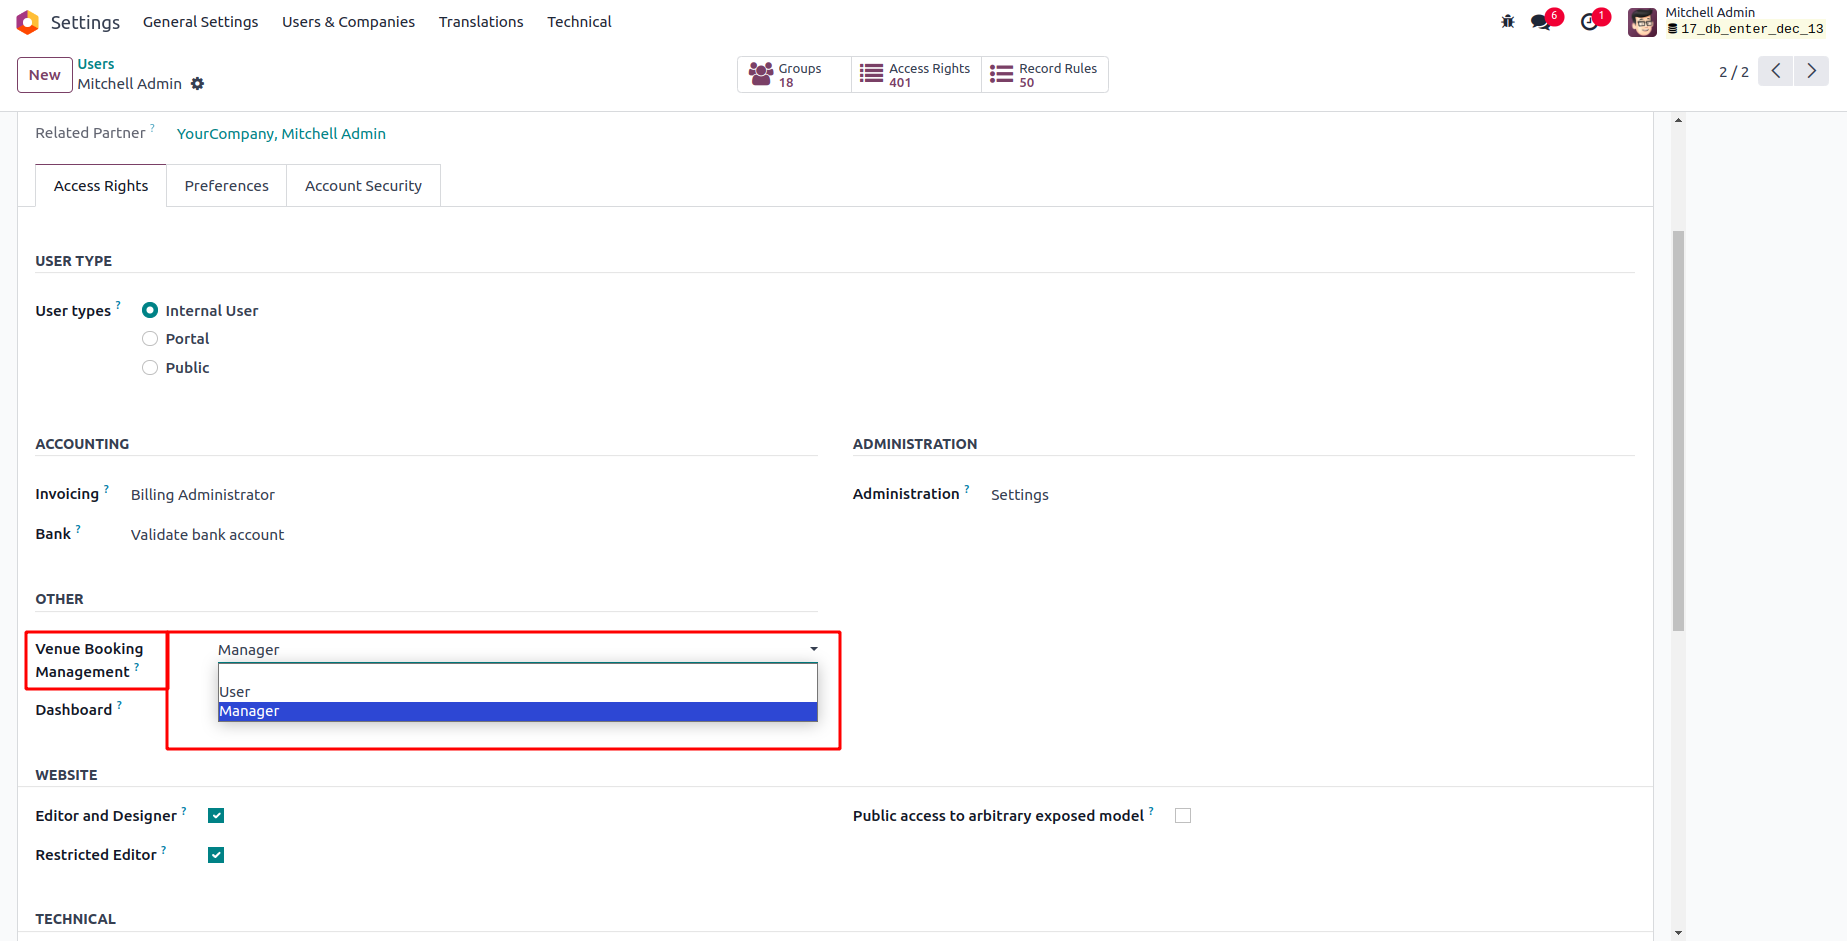 Settings General Settings Users & Companies Translations Technical 6 1 Mitchell Admin
17_db_enter_dec_13
New Users
Mitchell Admin
Groups 18 Access Rights 401 Record Rules 50
2 / 2
Related Partner ? YourCompany, Mitchell Admin
Access Rights Preferences Account Security
USER TYPE
User types ? Internal User
Portal
Public
ACCOUNTING ADMINISTRATION
Invoicing ? Billing Administrator Administration ? Settings
Bank ? Validate bank account
OTHER
Venue Booking Management ? Manager
User
Manager
Dashboard ?
WEBSITE
Editor and Designer ? Public access to arbitrary exposed model ?
Restricted Editor ?
TECHNICAL